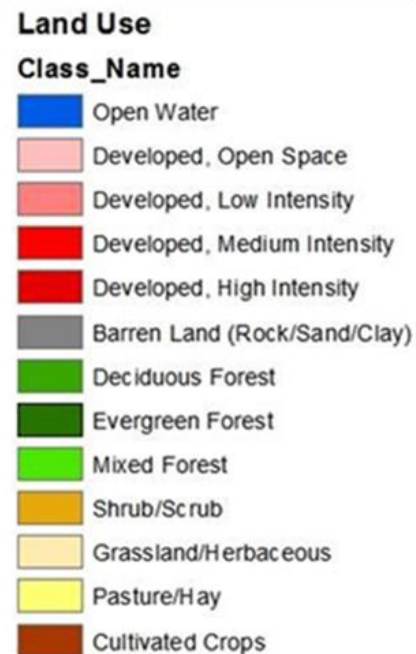 Land Use
Class_Name
Open Water
Developed, Open Space
Developed, Low Intensity
Developed, Medium Intensity
Developed, High Intensity
Barren Land (Rock/Sand/Clay)
Deciduous Forest
Evergreen Forest
Mixed Forest
Shrub/Scrub
Grassland/Herbaceous
Pasture/Hay
Cultivated Crops